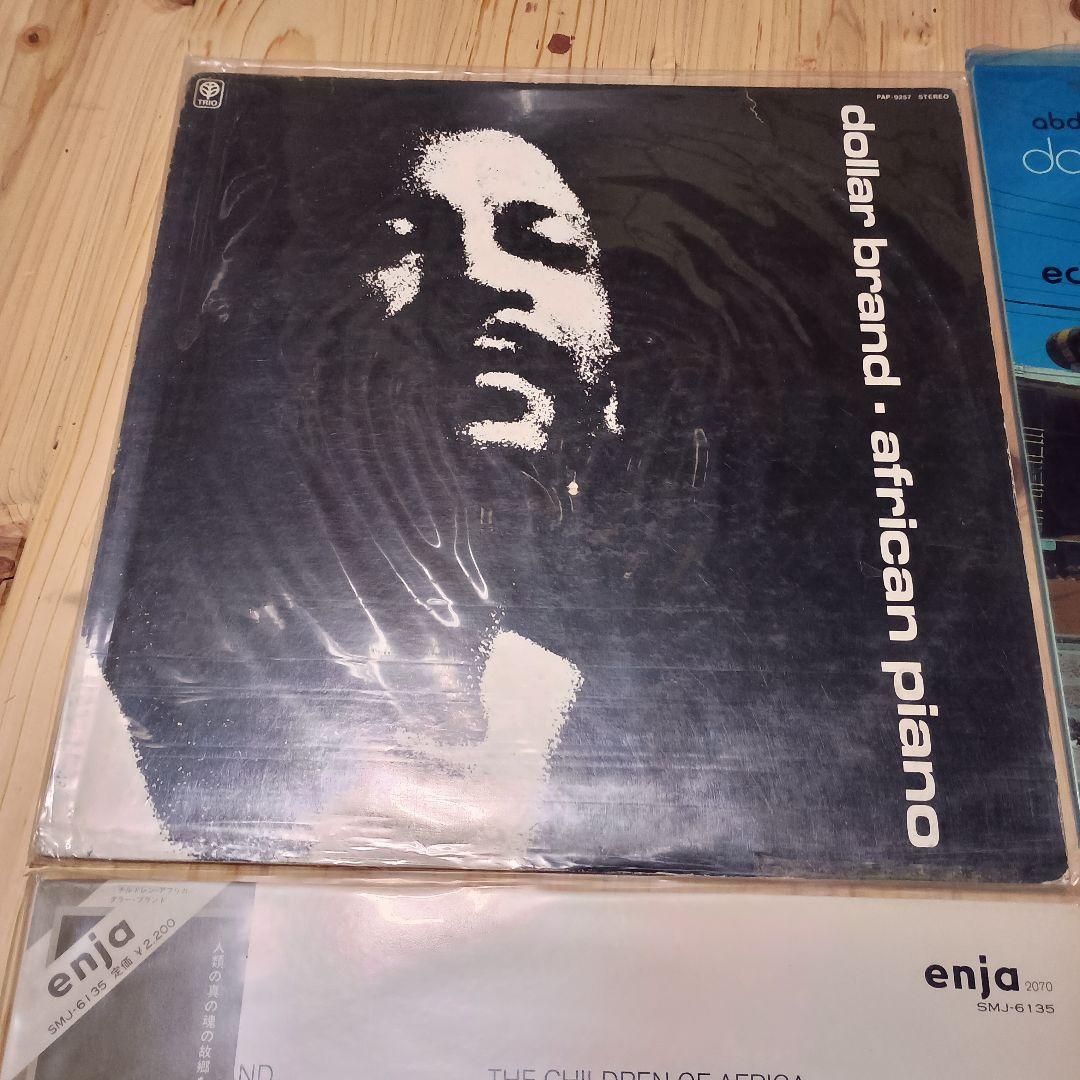 TRIO
PAP-9257 STEREO
dollar brand · african piano
abd
do
ec
チルドレン・アフリカ
ダラー・ブランド
enja
SMJ-6135 定価 ¥2,200
人類の真の魂の故郷
enja 2070
SMJ-6135
ND
THE CHILDREN OF AFRICA